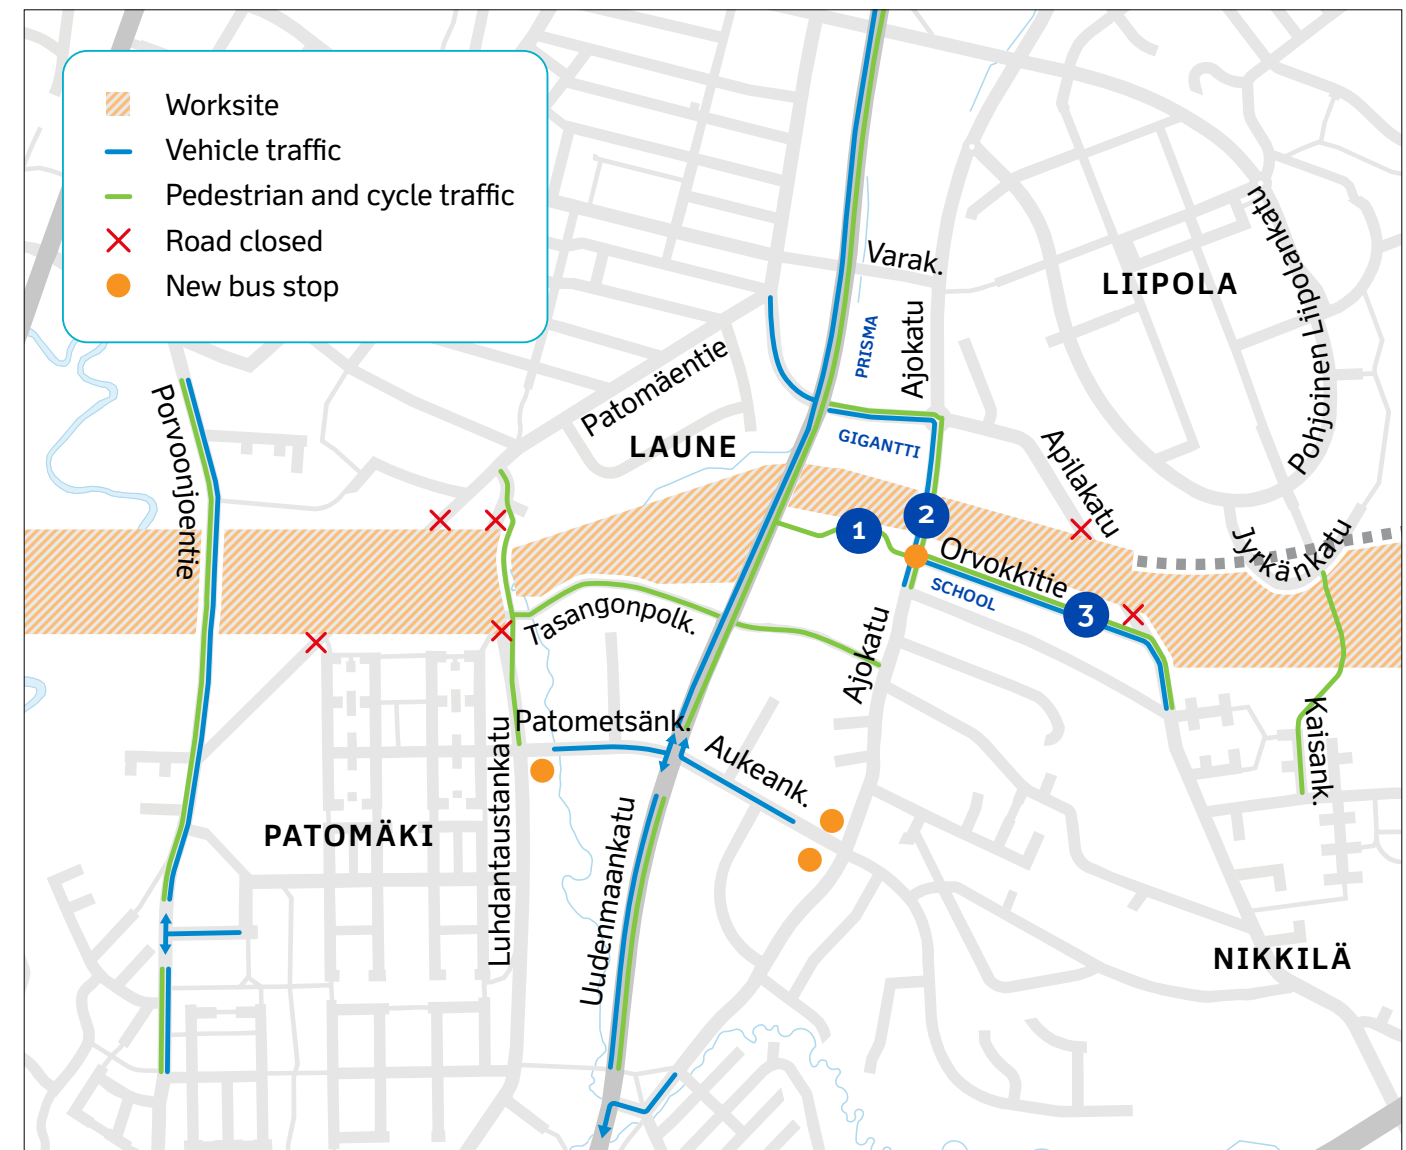 Worksite
Vehicle traffic
Pedestrian and cycle traffic
Road closed
New bus stop
Varak.
LIIPOLA
Pohjoinen Liipolankatu
PRISMA
Ajokatu
Patomäentie
LAUNE
GIGANTTI
Porvoonjoentie
Apilakatu
Jyrkänkatu
1
2
Orvokkitie
SCHOOL
3
Tasangonpolk.
Ajokatu
Patometsänk.
Aukeank.
Kaisank.
Luhdantaustankatu
PATOMÄKI
Uudenmaankatu
NIKKILÄ